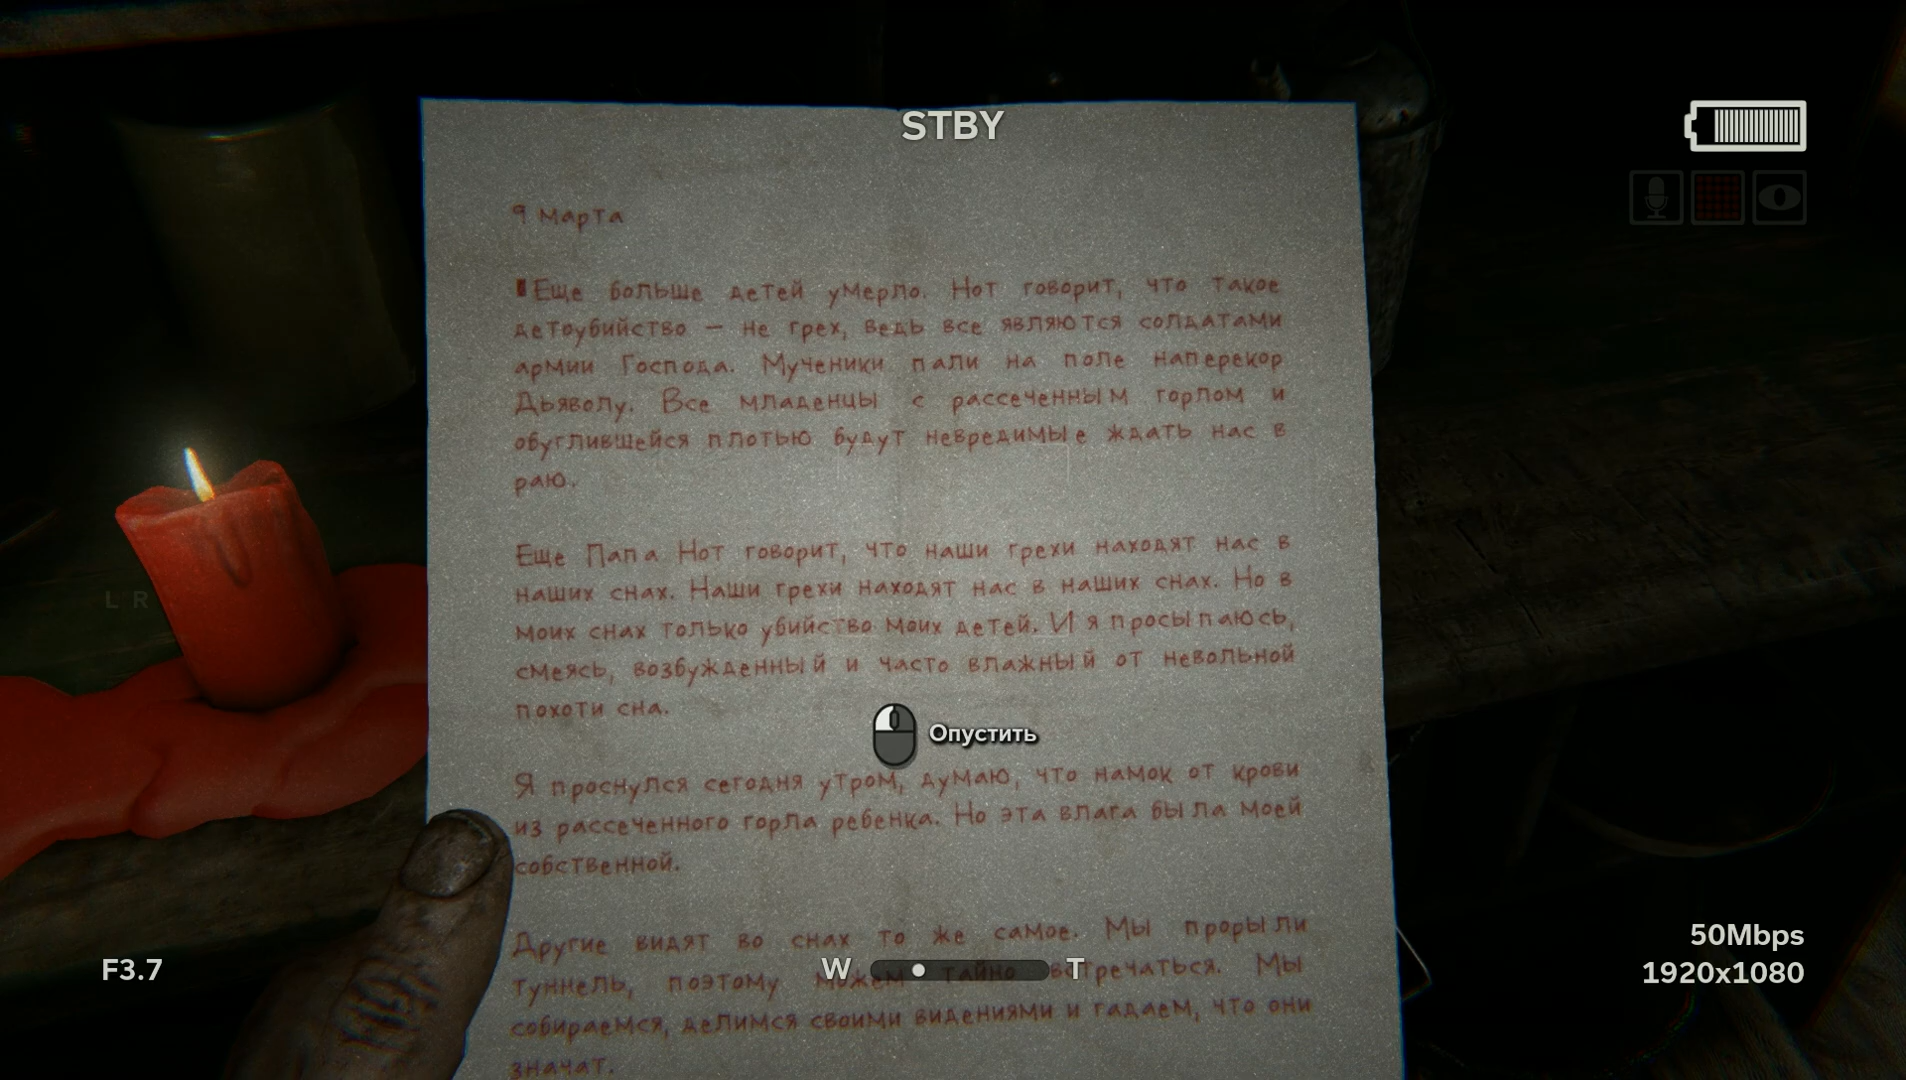 STBY
9 марта
Еще больше детей умерло. Нот говорит, что такое
детоубийство — не грех, ведь все являются солдатами
армии Господа. Мученики пали на поле наперекор
Дьяволу. Все младенцы с рассеченным горлом и
обуглившейся плотью будут невредимые ждать нас в
раю.
Еще Папа Нот говорит, что наши грехи находят нас в
наших снах. Наши грехи находят нас в наших снах. Но в
моих снах только убийство моих детей. И я просыпаюсь,
смеясь, возбужденный и часто влажный от невольной
похоти сна.
Опустить
Я проснулся сегодня утром, думаю, что намок от крови
из рассеченного горла ребенка. Но эта влага была моей
собственной.
Другие видят во снах то же самое. Мы прорыли
туннель, поэтому можем тайно встречаться. Мы
собираемся, делимся своими видениями и гадаем, что они
значат.
L R
F3.7
W T
50Mbps
1920x1080